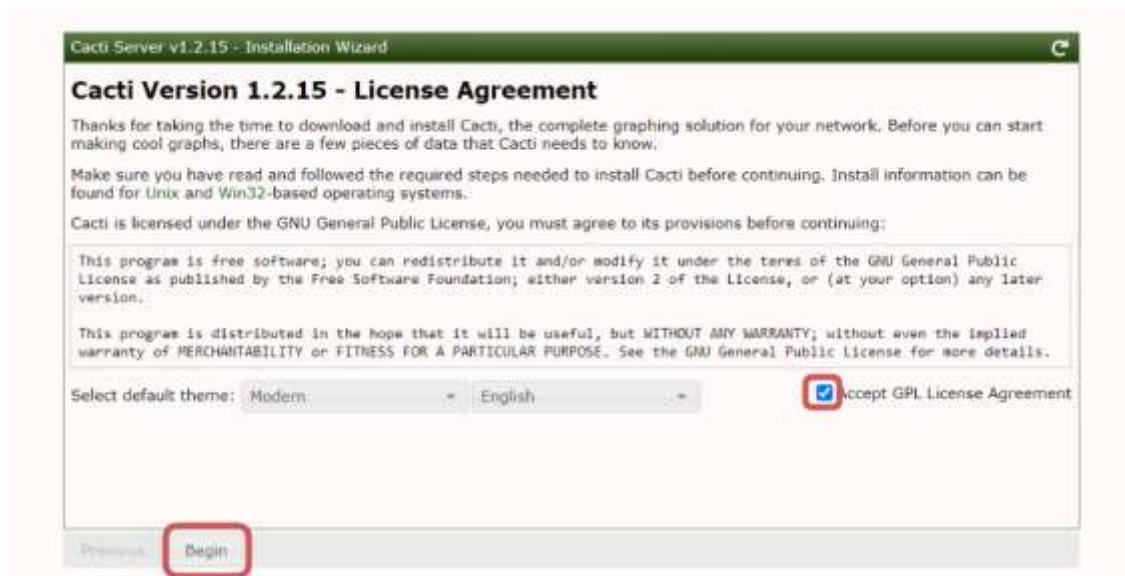 Cacti Server v1.2.15 - Installation Wizard
Cacti Version 1.2.15 - License Agreement
Thanks for taking the time to download and install Cacti, the complete graphing solution for your network. Before you can start
making cool graphs, there are a few pieces of data that Cacti needs to know.
Make sure you have read and followed the required steps needed to install Cacti before continuing. Install information can be
found for Unix and Win32-based operating systems.
Cacti is licensed under the GNU General Public License, you must agree to its provisions before continuing:
This program is free software; you can redistribute it and/or modify it under the terms of the GNU General Public
License as published by the Free Software Foundation; either version 2 of the License, or (at your option) any later
version.
This program is distributed in the hope that it will be useful, but WITHOUT ANY WARRANTY; without even the implied
warranty of MERCHANTABILITY or FITNESS FOR A PARTICULAR PURPOSE. See the GNU General Public License for more details.
Select default theme: Modern English Accept GPL License Agreement
Previous Begin